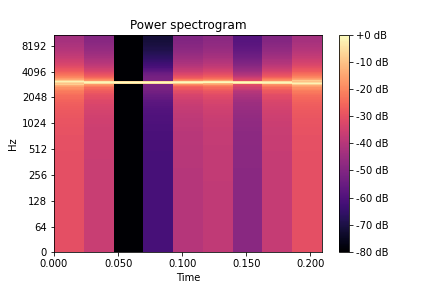 Power spectrogram
Hz
8192
4096
2048
1024
512
256
128
64
0
0.000 0.050 0.100 0.150 0.200
Time
+0 dB
-10 dB
-20 dB
-30 dB
-40 dB
-50 dB
-60 dB
-70 dB
-80 dB